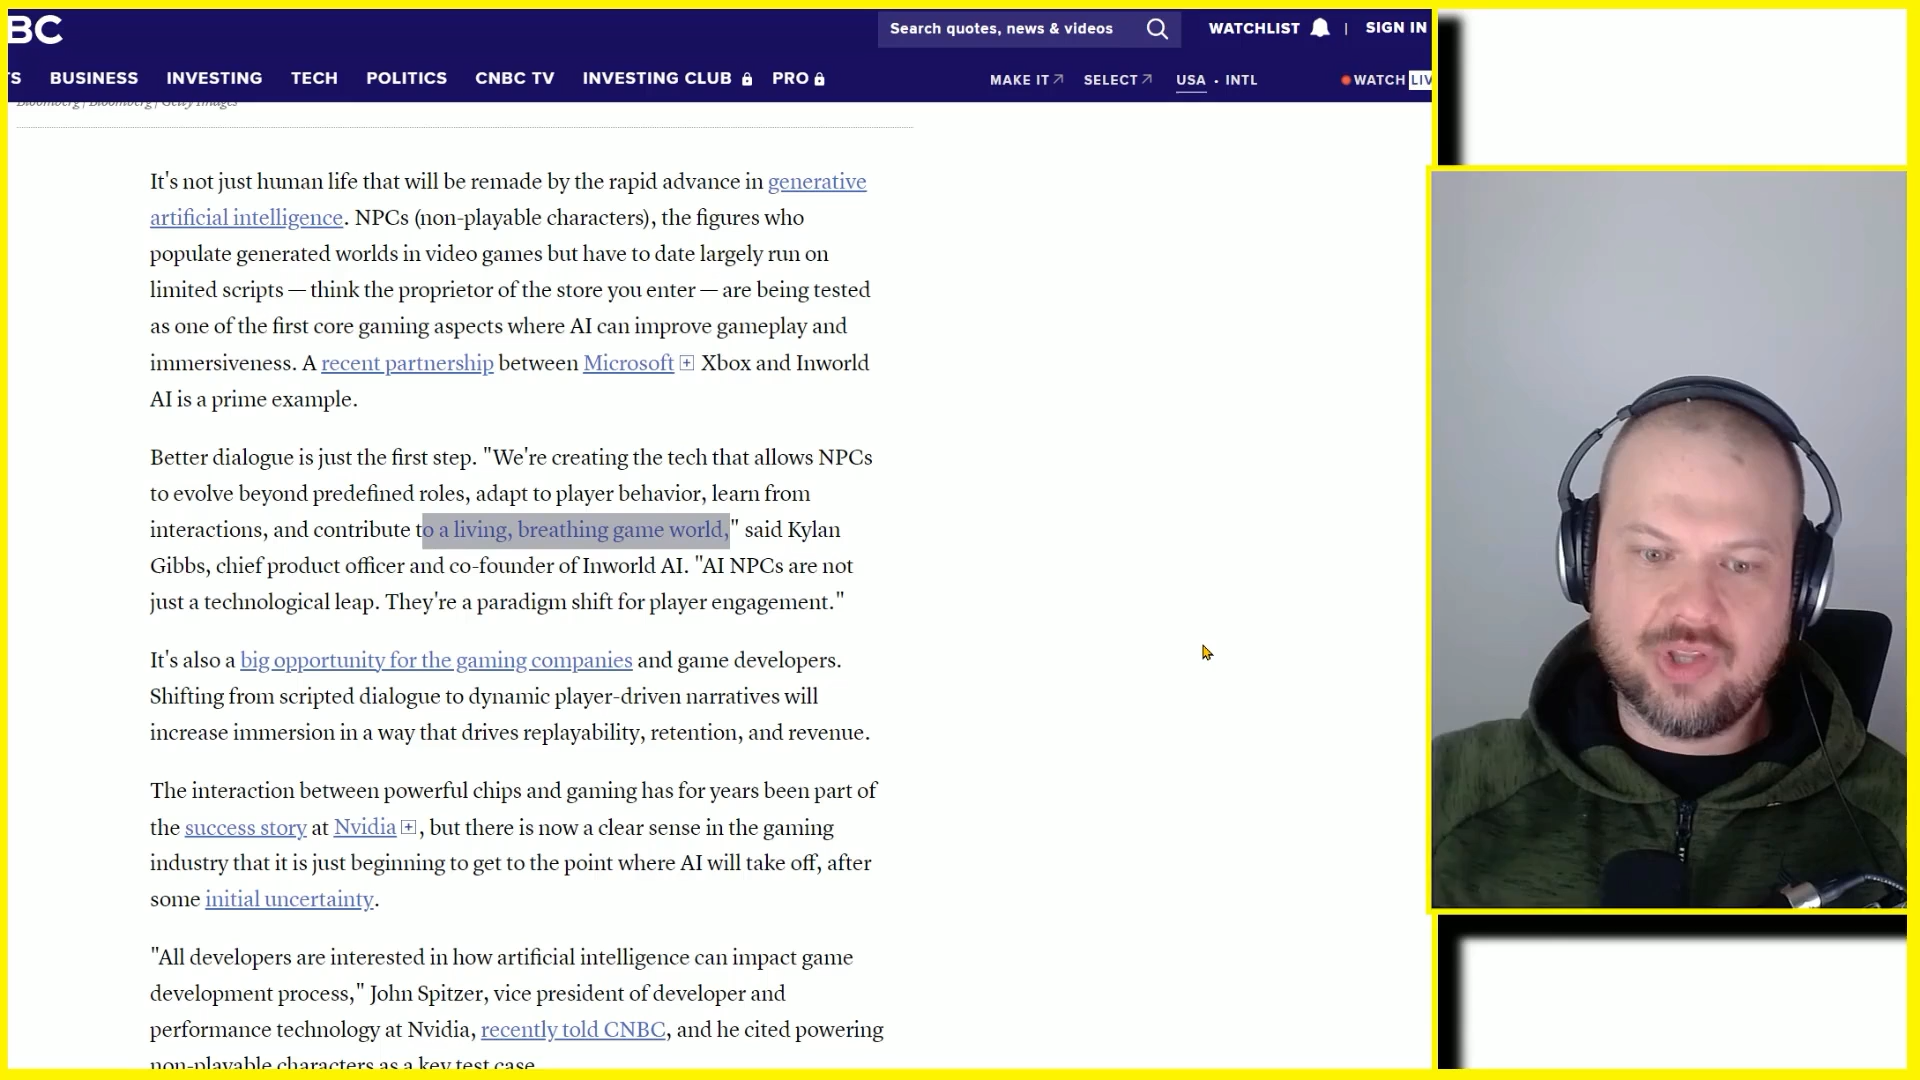 BC
Search quotes, news & videos
WATCHLIST | SIGN IN
TS BUSINESS INVESTING TECH POLITICS CNBC TV INVESTING CLUB PRO MAKE IT SELECT USA • INTL WATCH LIV
Bloomberg | Bloomberg | Getty Images
It's not just human life that will be remade by the rapid advance in generative
artificial intelligence. NPCs (non-playable characters), the figures who
populate generated worlds in video games but have to date largely run on
limited scripts — think the proprietor of the store you enter — are being tested
as one of the first core gaming aspects where AI can improve gameplay and
immersiveness. A recent partnership between Microsoft Xbox and Inworld
AI is a prime example.
Better dialogue is just the first step. "We're creating the tech that allows NPCs
to evolve beyond predefined roles, adapt to player behavior, learn from
interactions, and contribute to a living, breathing game world," said Kylan
Gibbs, chief product officer and co-founder of Inworld AI. "AI NPCs are not
just a technological leap. They're a paradigm shift for player engagement."
It's also a big opportunity for the gaming companies and game developers.
Shifting from scripted dialogue to dynamic player-driven narratives will
increase immersion in a way that drives replayability, retention, and revenue.
The interaction between powerful chips and gaming has for years been part of
the success story at Nvidia, but there is now a clear sense in the gaming
industry that it is just beginning to get to the point where AI will take off, after
some initial uncertainty.
"All developers are interested in how artificial intelligence can impact game
development process," John Spitzer, vice president of developer and
performance technology at Nvidia, recently told CNBC, and he cited powering
non-playable characters as a key test case.